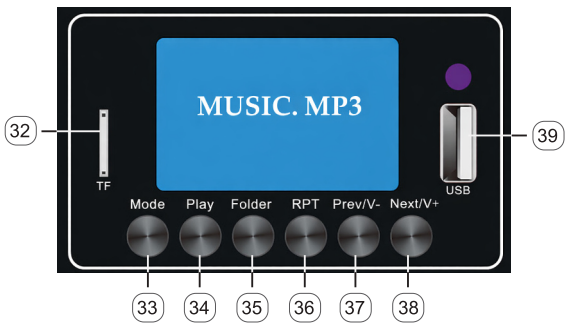 MUSIC. MP3
32
39
TF
USB
Mode Play Folder RPT Prev/V- Next/V+
33 34 35 36 37 38